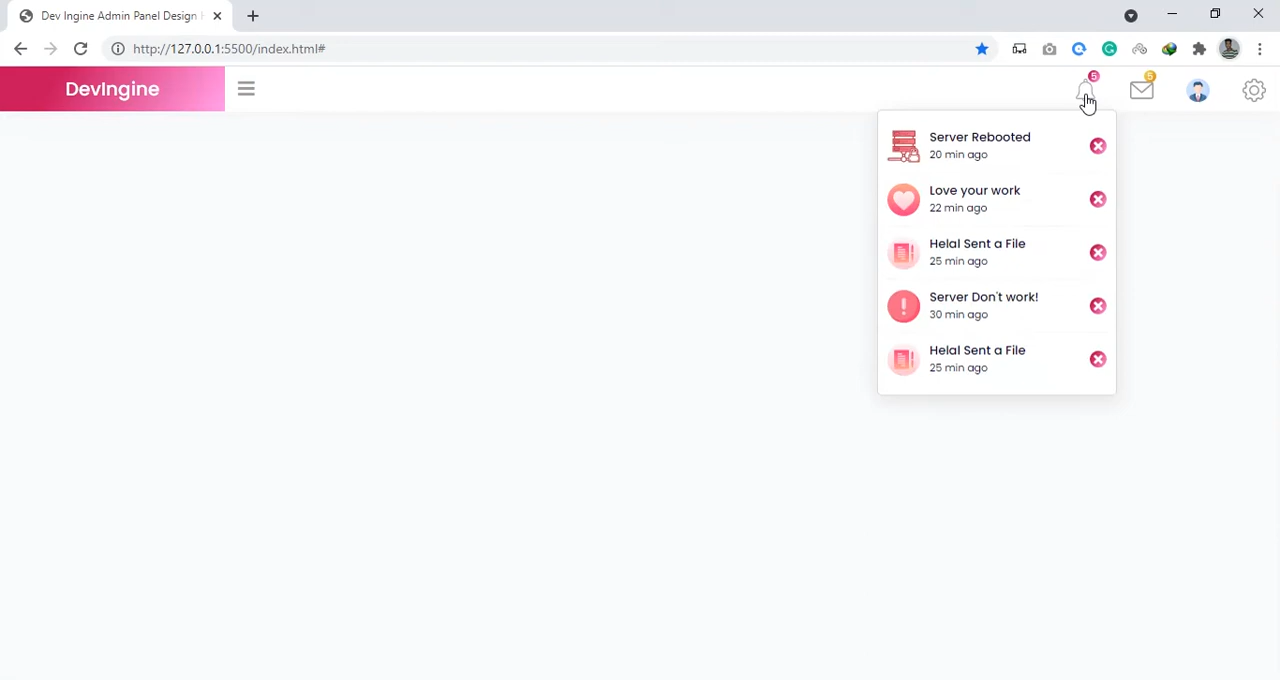 Dev Ingine Admin Panel Design
http://127.0.0.1:5500/index.html#
DevIngine
5
5
Server Rebooted
20 min ago
Love your work
22 min ago
Helal Sent a File
25 min ago
Server Don't work!
30 min ago
Helal Sent a File
25 min ago